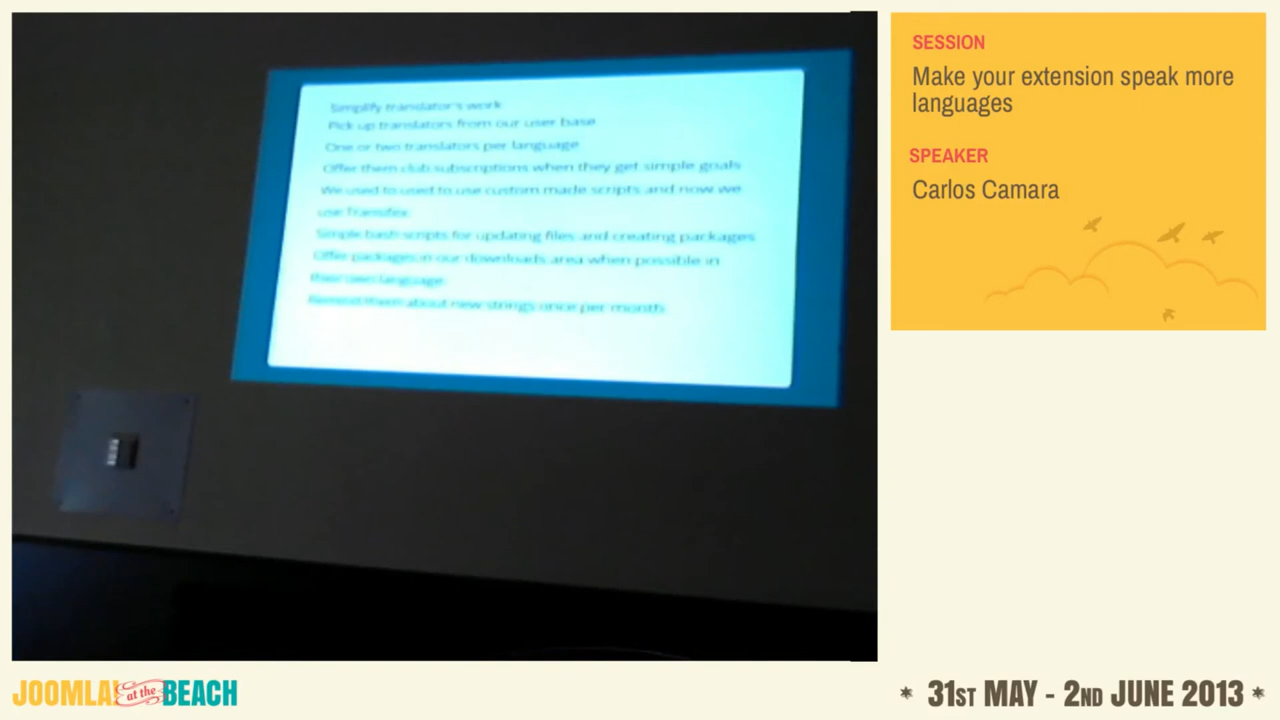 Simplify translator's work
Pick up translators from our user base
One or two translators per language
Offer them club subscriptions when they get simple goals
We used to used to use custom made scripts and now we
use Transifex.
Simple bash scripts for updating files and creating packages
Offer packages in our downloads area when possible in
their own language.
Remind them about new strings once per month
SESSION
Make your extension speak more
languages
SPEAKER
Carlos Camara
JOOMLA! at the BEACH
* 31ST MAY - 2ND JUNE 2013 *